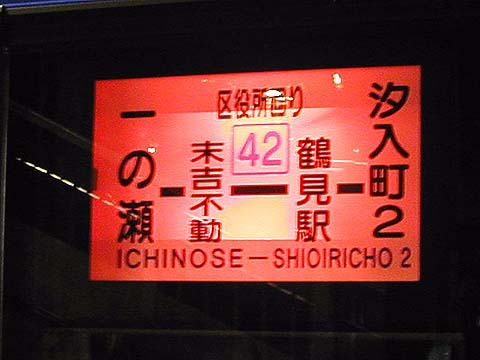 区役所回り
42
一の瀬
末吉不動
鶴見駅
汐入町2
ICHINOSE – SHIOIRICHO 2